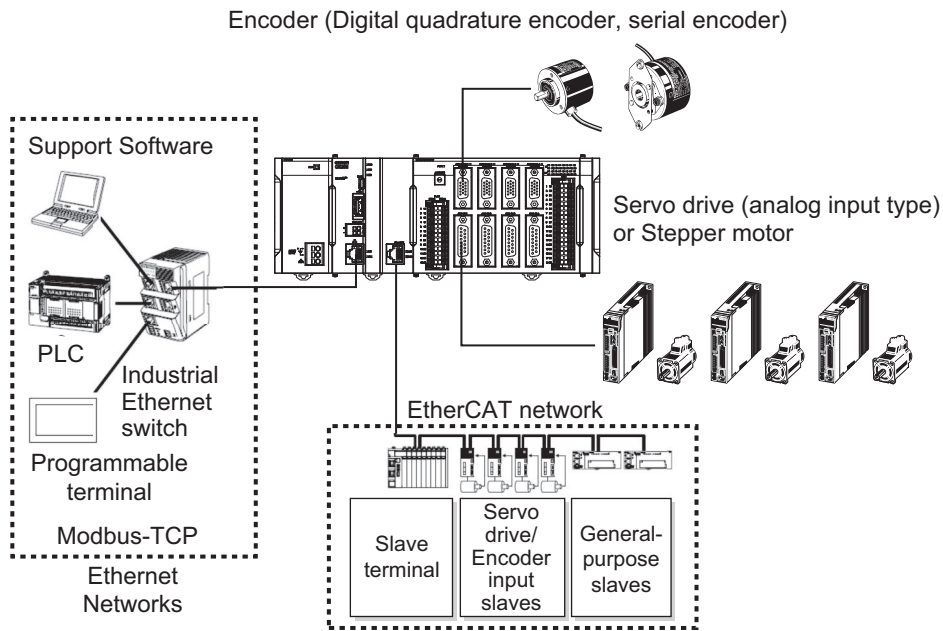 Encoder (Digital quadrature encoder, serial encoder)
Support Software
PLC
Industrial
Ethernet
switch
Programmable
terminal
Modbus-TCP
Ethernet
Networks
Servo drive (analog input type)
or Stepper motor
EtherCAT network
Slave
terminal
Servo
drive/
Encoder
input
slaves
General-
purpose
slaves